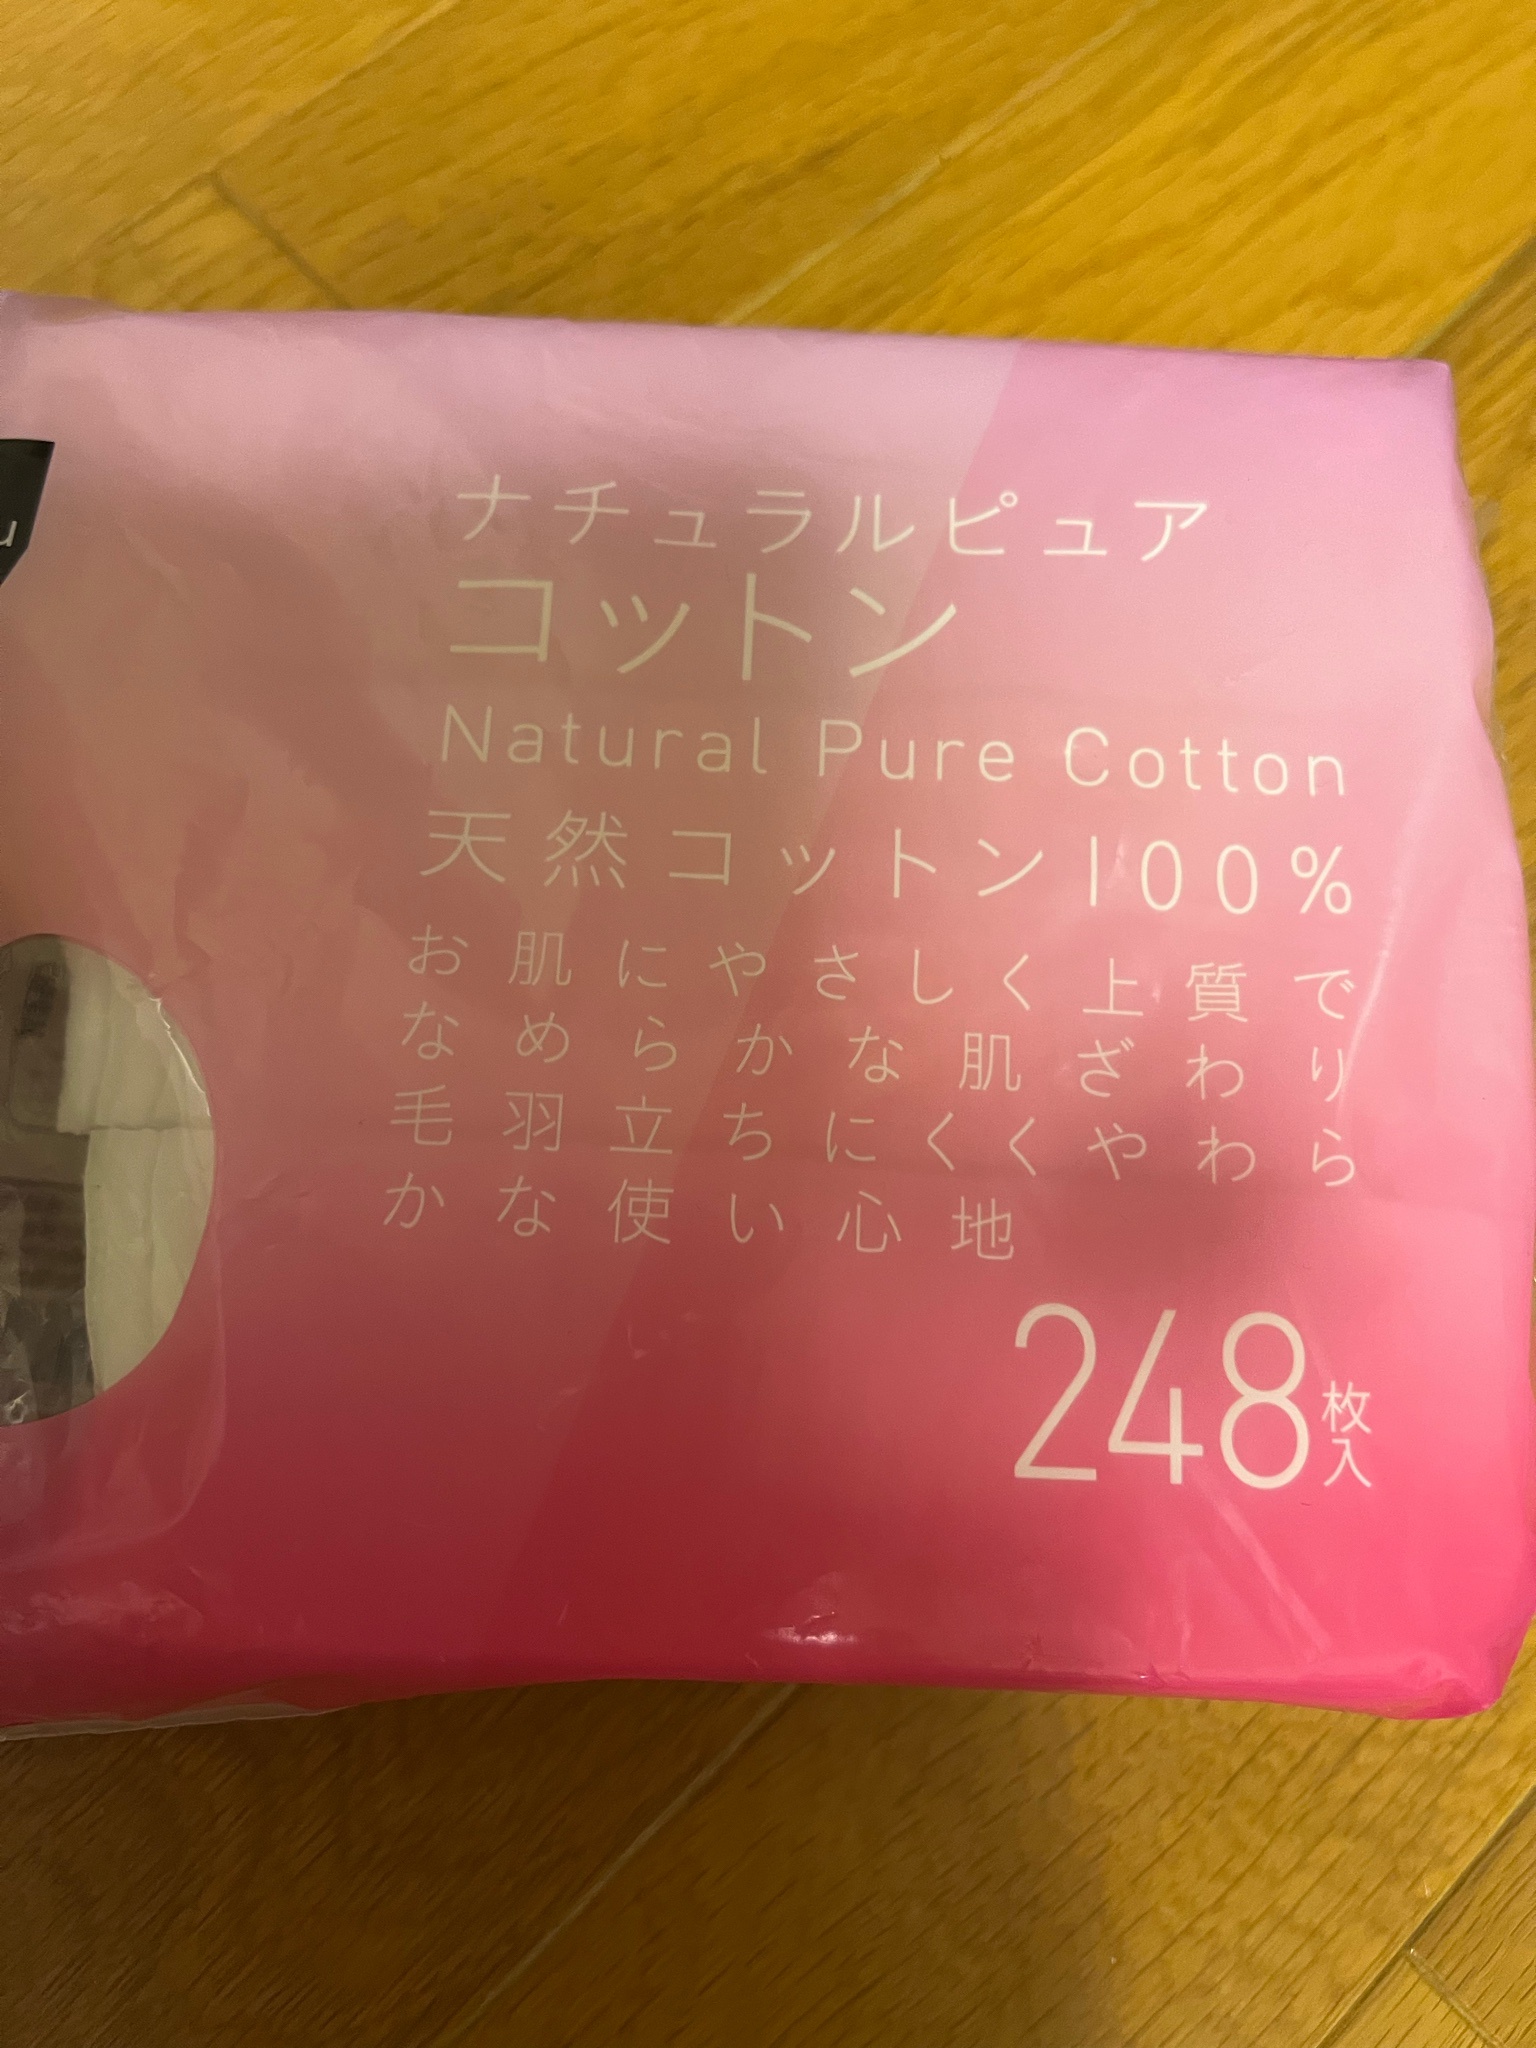 ナチュラルピュア
コットン
Natural Pure Cotton
天然コットン100%
お肌にやさしく上質で
なめらかな肌ざわり
毛羽立ちにくくやわら
かな使い心地
248枚入